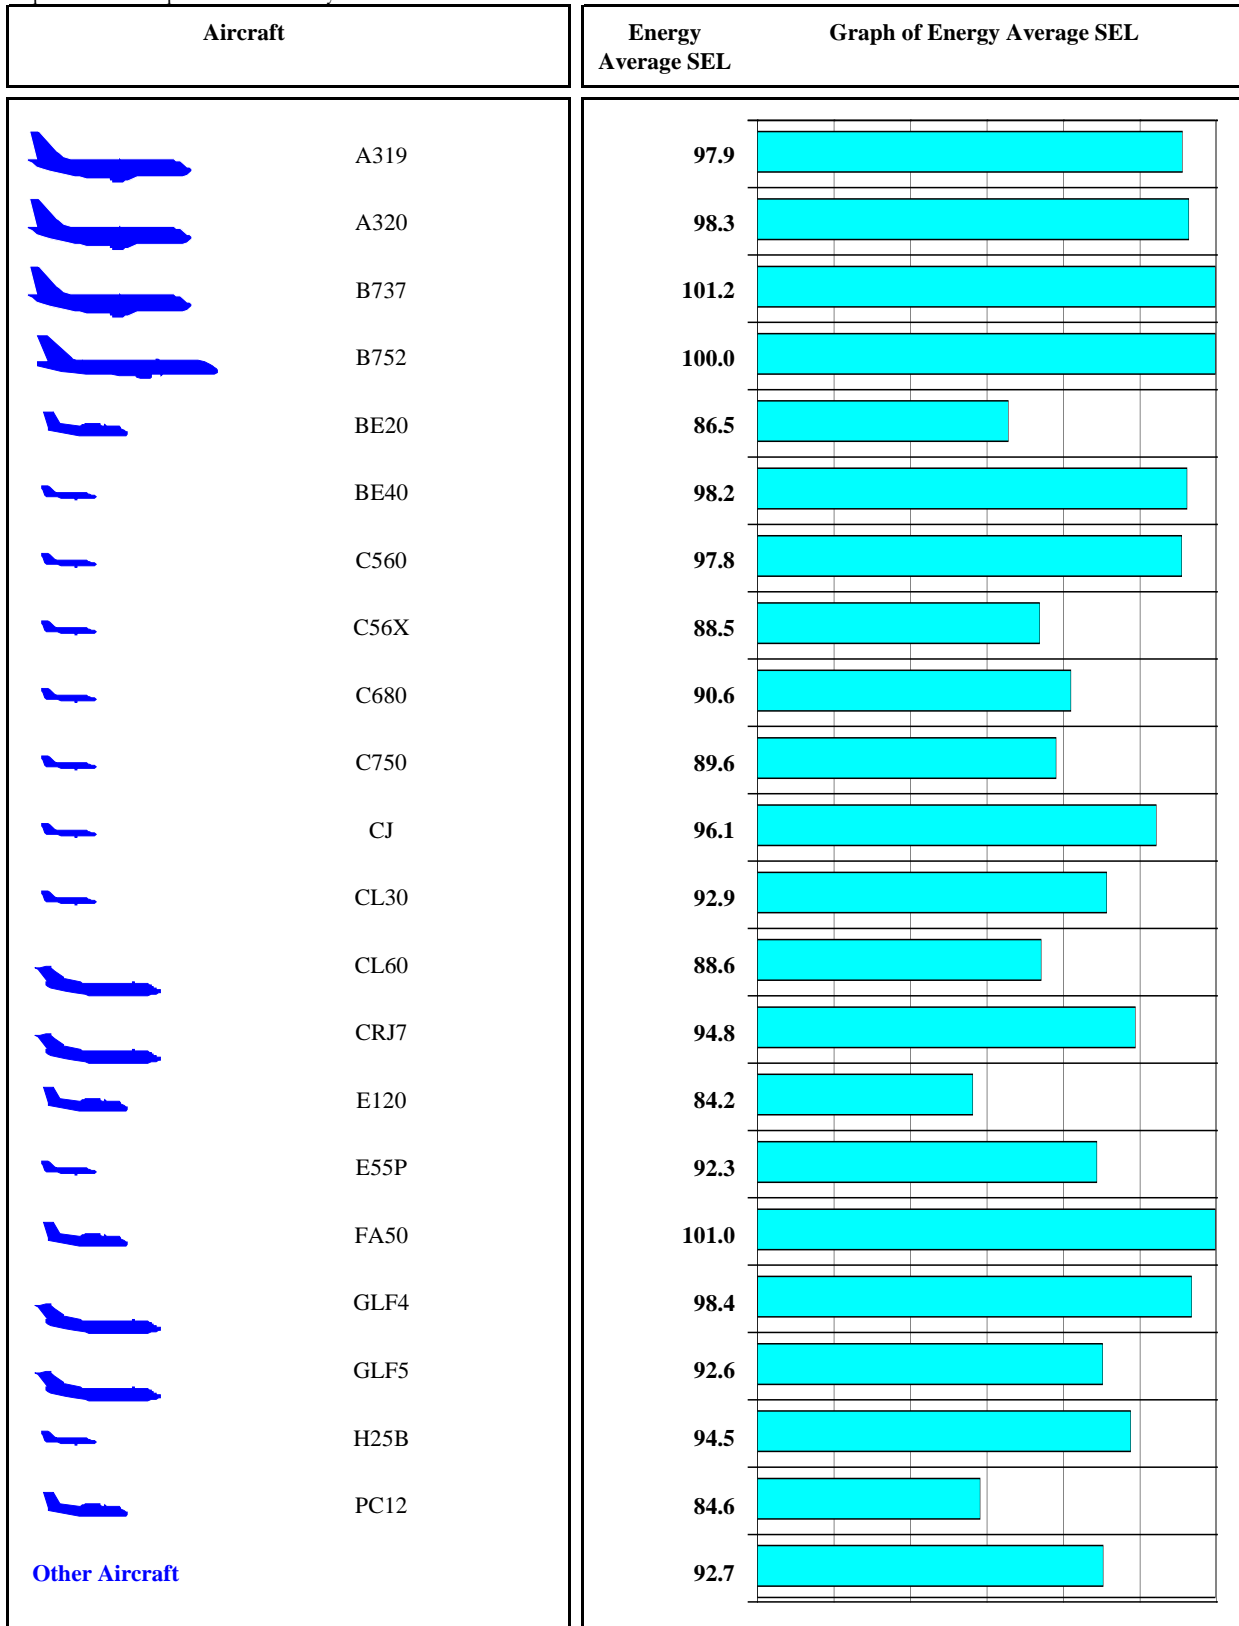 Aircraft
Energy Average SEL
Graph of Energy Average SEL
A319 97.9
A320 98.3
B737 101.2
B752 100.0
BE20 86.5
BE40 98.2
C560 97.8
C56X 88.5
C680 90.6
C750 89.6
CJ 96.1
CL30 92.9
CL60 88.6
CRJ7 94.8
E120 84.2
E55P 92.3
FA50 101.0
GLF4 98.4
GLF5 92.6
H25B 94.5
PC12 84.6
Other Aircraft 92.7